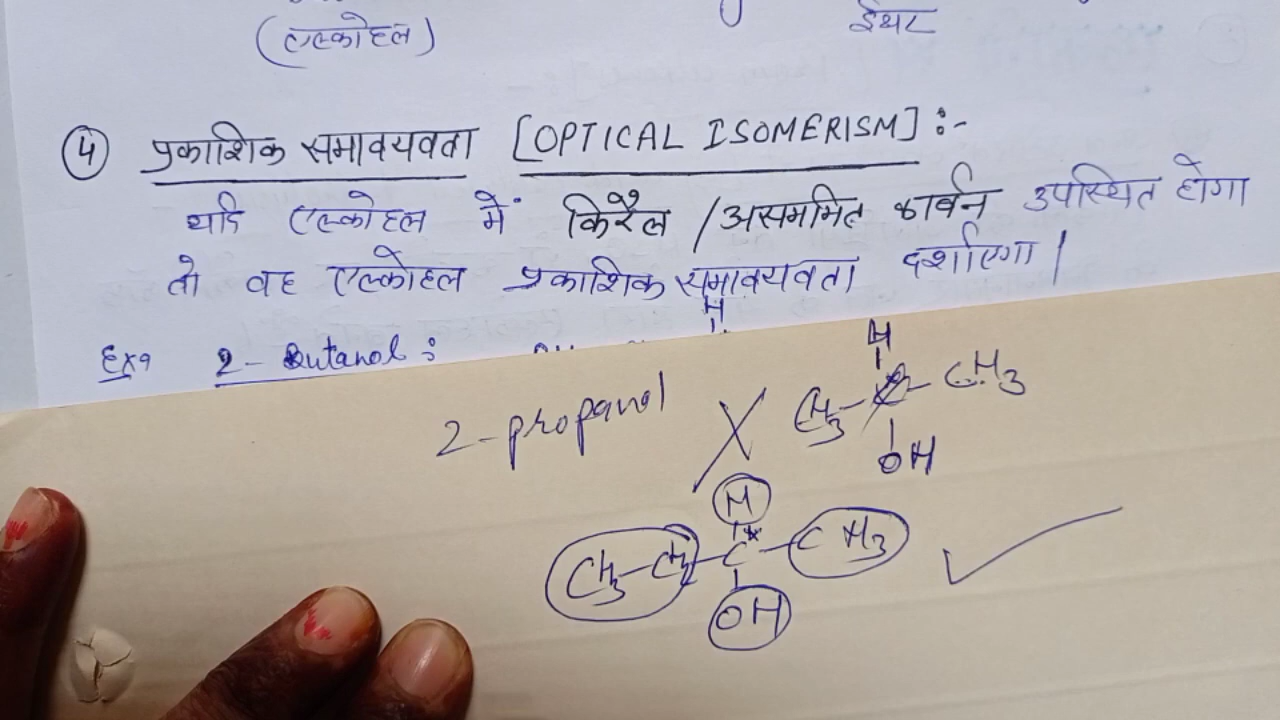 (एल्कोहल) ईथर
④ प्रकाशिक समावयवता [OPTICAL ISOMERISM] :-
यदि एल्कोहल में किरैल / असममित कार्बन उपस्थित होगा
तो वह एल्कोहल प्रकाशिक समावयवता दर्शाएगा |
H
Ex. 2- Butanol :
H
2-propanol X CH3- C - CH3
OH
H
CH3-CH2-C*-CH3 ✓
OH